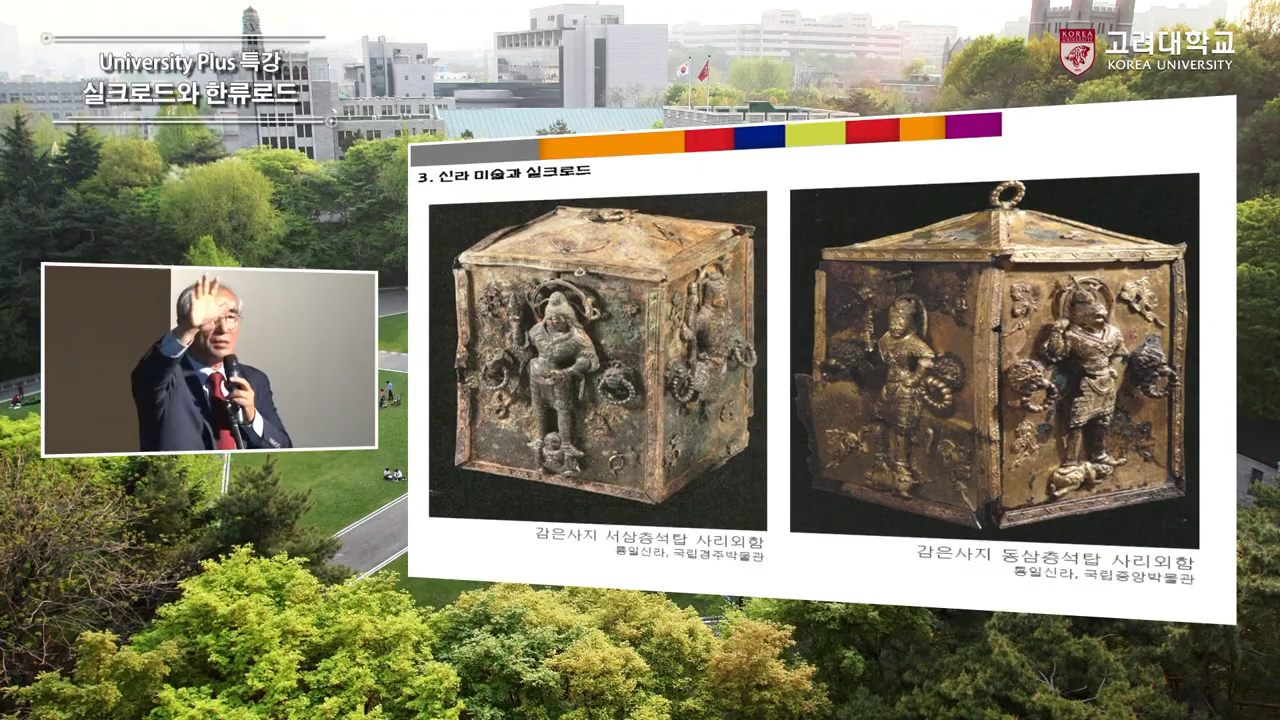 University Plus 특강
실크로드와 한류로드
KOREA
UNIVERSITY
고려대학교
KOREA UNIVERSITY
3. 신라 미술과 실크로드
감은사지 서삼층석탑 사리외함
통일신라, 국립경주박물관
감은사지 동삼층석탑 사리외함
통일신라, 국립중앙박물관